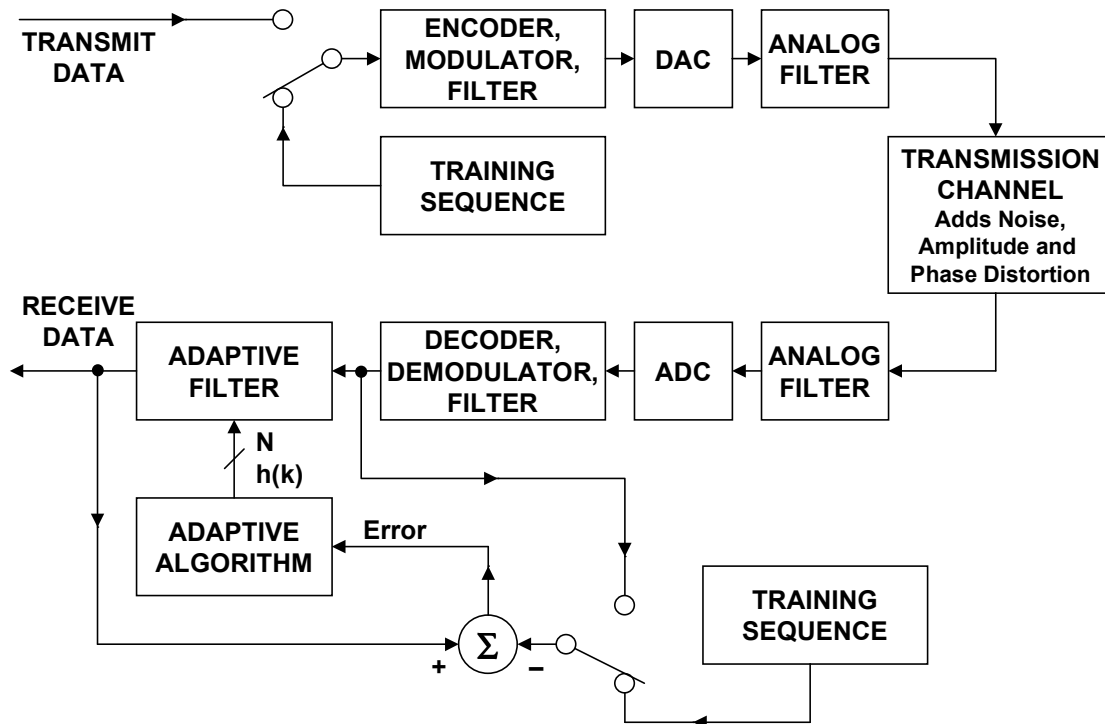 TRANSMIT
DATA
ENCODER,
MODULATOR,
FILTER
DAC
ANALOG
FILTER
TRAINING
SEQUENCE
TRANSMISSION
CHANNEL
Adds Noise,
Amplitude and
Phase Distortion
RECEIVE
DATA
ADAPTIVE
FILTER
DECODER,
DEMODULATOR,
FILTER
ADC
ANALOG
FILTER
N
h(k)
ADAPTIVE
ALGORITHM
Error
TRAINING
SEQUENCE
Σ
+
–